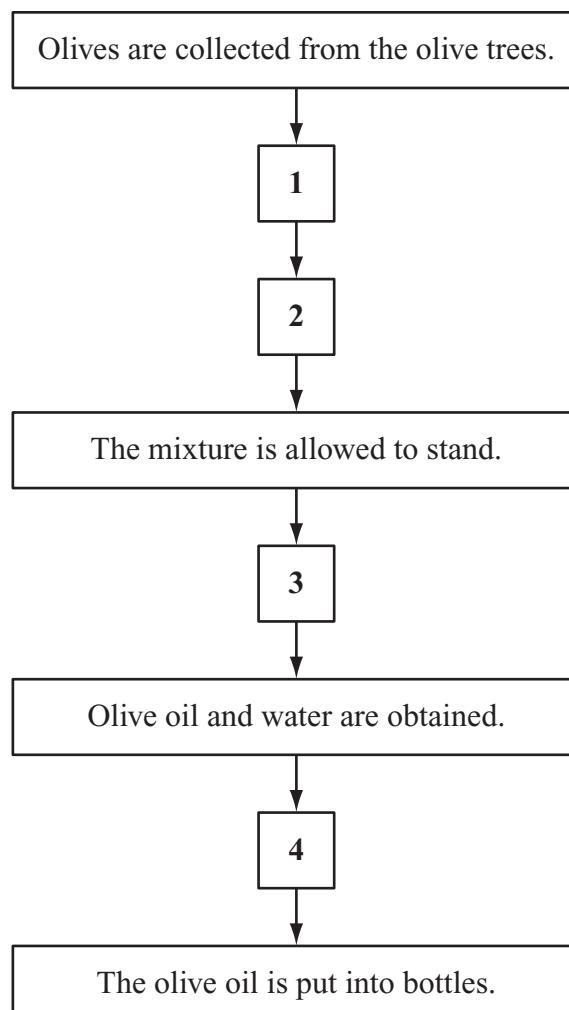 Olives are collected from the olive trees.
1
2
The mixture is allowed to stand.
3
Olive oil and water are obtained.
4
The olive oil is put into bottles.